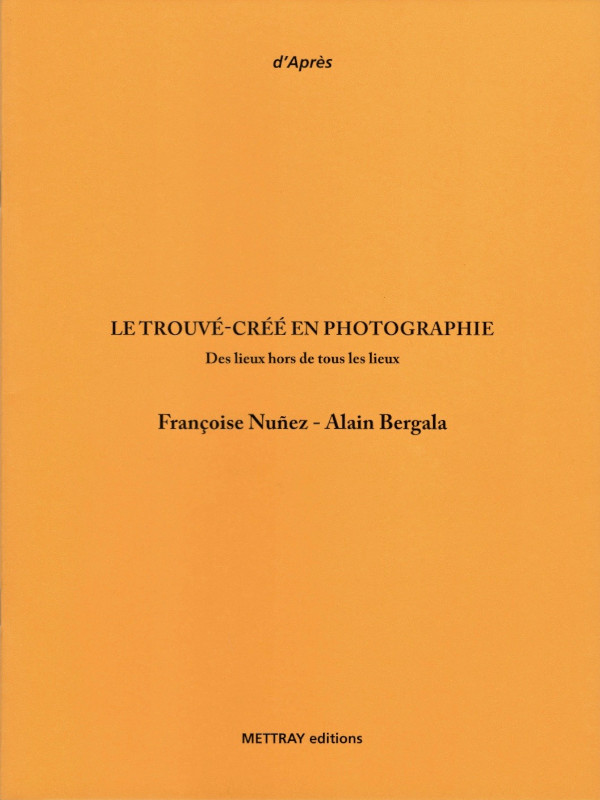 d'Après
LE TROUVÉ-CRÉÉ EN PHOTOGRAPHIE
Des lieux hors de tous les lieux
Françoise Nuñez - Alain Bergala
METTRAY editions